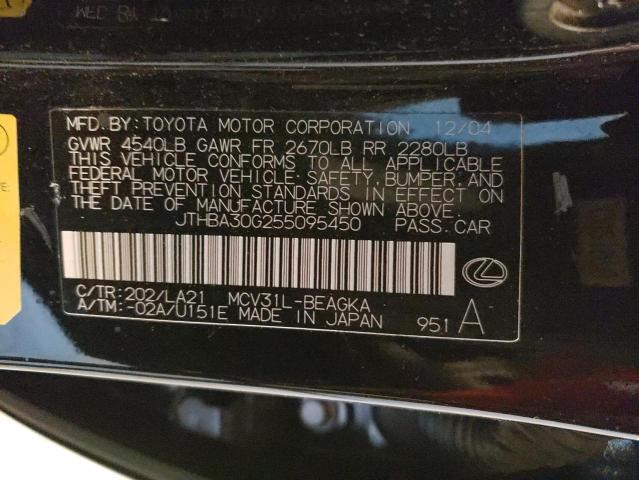 MFD. BY: TOYOTA MOTOR CORPORATION 12/04
GVWR 4540LB GAWR FR 2670LB RR 2280LB
THIS VEHICLE CONFORMS TO ALL APPLICABLE
FEDERAL MOTOR VEHICLE SAFETY, BUMPER, AND
THEFT PREVENTION STANDARDS IN EFFECT ON
THE DATE OF MANUFACTURE SHOWN ABOVE.
JTHBA30G255095450 PASS. CAR
C/TR: 202/LA21 MCV31L-BEAGKA
A/TM: -02A/U151E MADE IN JAPAN 951 A